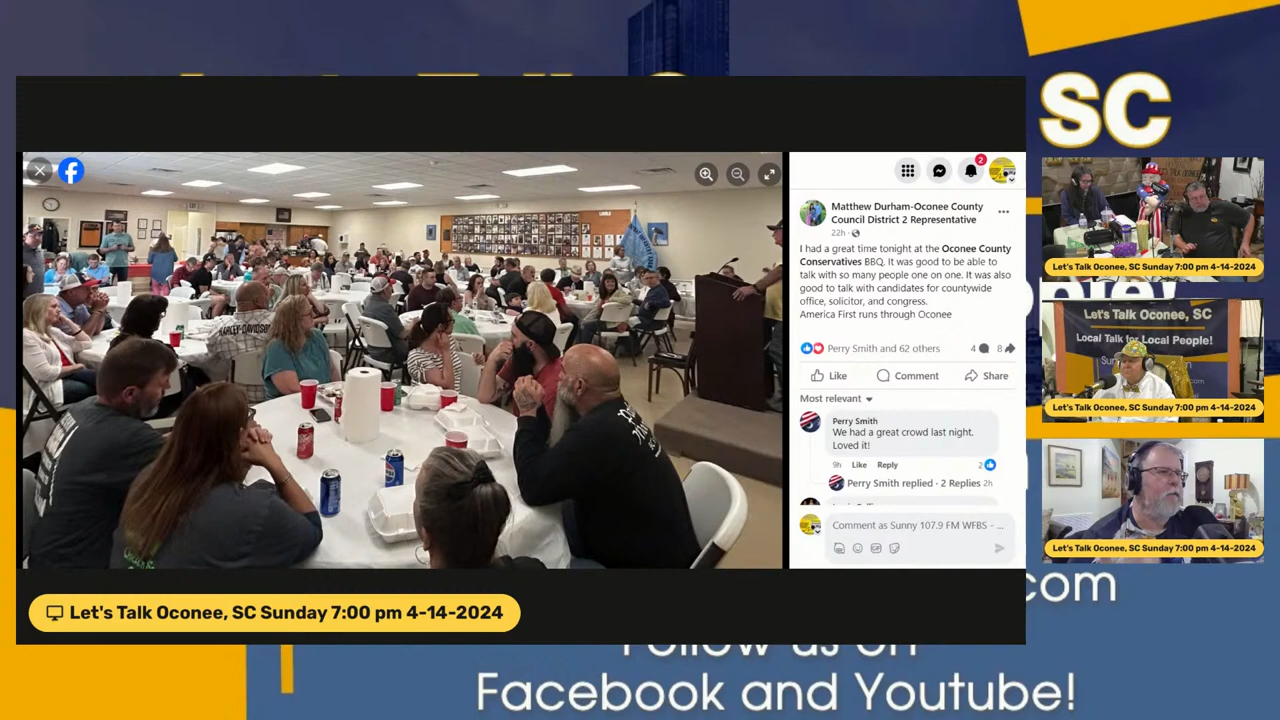 SC
Matthew Durham-Oconee County
Council District 2 Representative
22h
I had a great time tonight at the Oconee County
Conservatives BBQ. It was good to be able to
talk with so many people one on one. It was also
good to talk with candidates for countywide
office, solicitor, and congress.
America First runs through Oconee
Perry Smith and 62 others
4
8
Like
Comment
Share
Most relevant
Perry Smith
We had a great crowd last night.
Loved it!
9h Like Reply
2
Perry Smith replied · 2 Replies 2h
Comment as Sunny 107.9 FM WFBS - ...
2
HARLEY-DAVIDSON
Let's Talk Oconee, SC Sunday 7:00 pm 4-14-2024
Let's Talk Oconee, SC
Local Talk for Local People!
Let's Talk Oconee, SC Sunday 7:00 pm 4-14-2024
Let's Talk Oconee, SC Sunday 7:00 pm 4-14-2024
Let's Talk Oconee, SC Sunday 7:00 pm 4-14-2024
com
Follow us on
Facebook and Youtube!